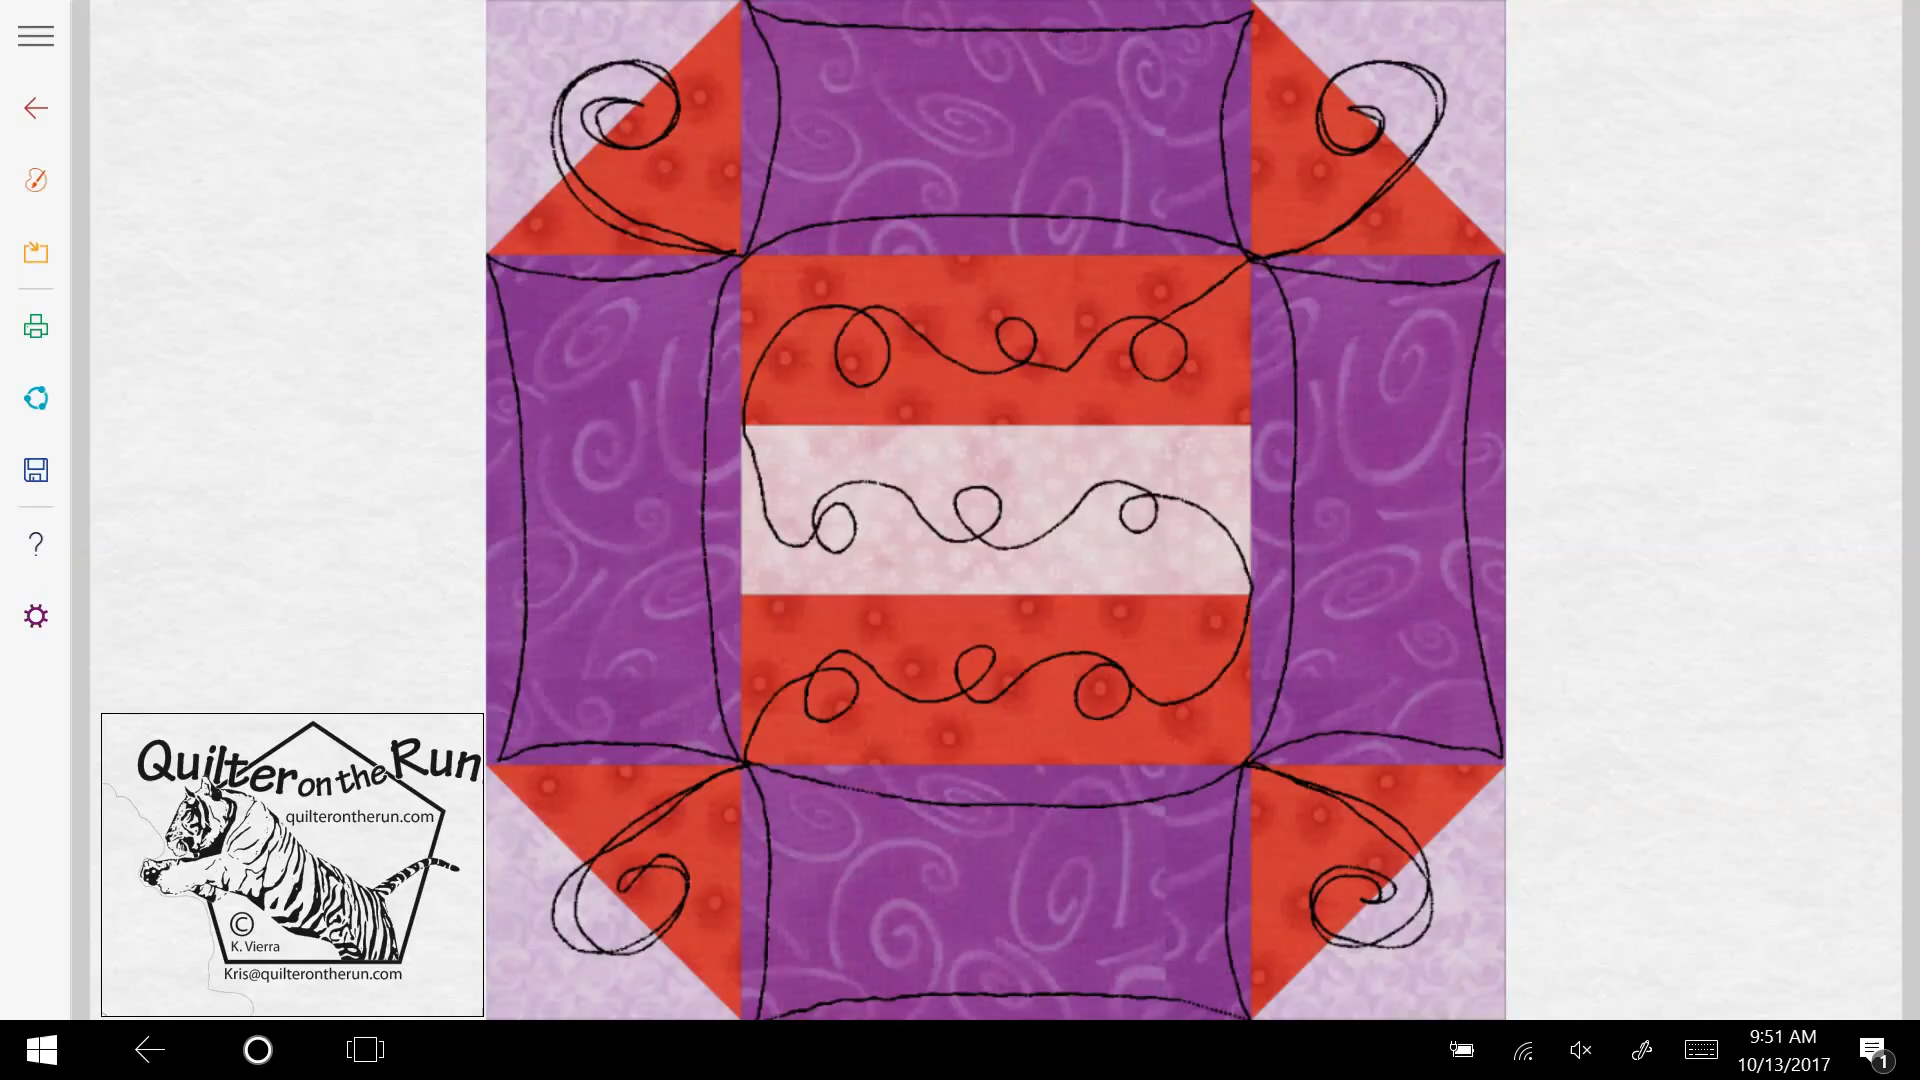 ?
Quilter on the Run
quilterontherun.com
©
K. Vierra
Kris@quilterontherun.com
9:51 AM
10/13/2017
1